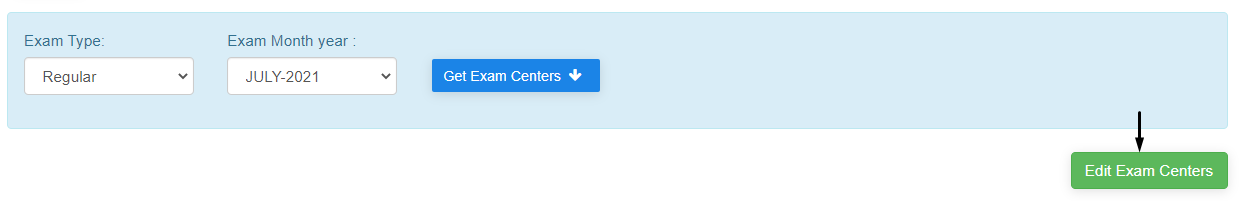 Exam Type:
Exam Month year :
Regular
JULY-2021
Get Exam Centers
Edit Exam Centers